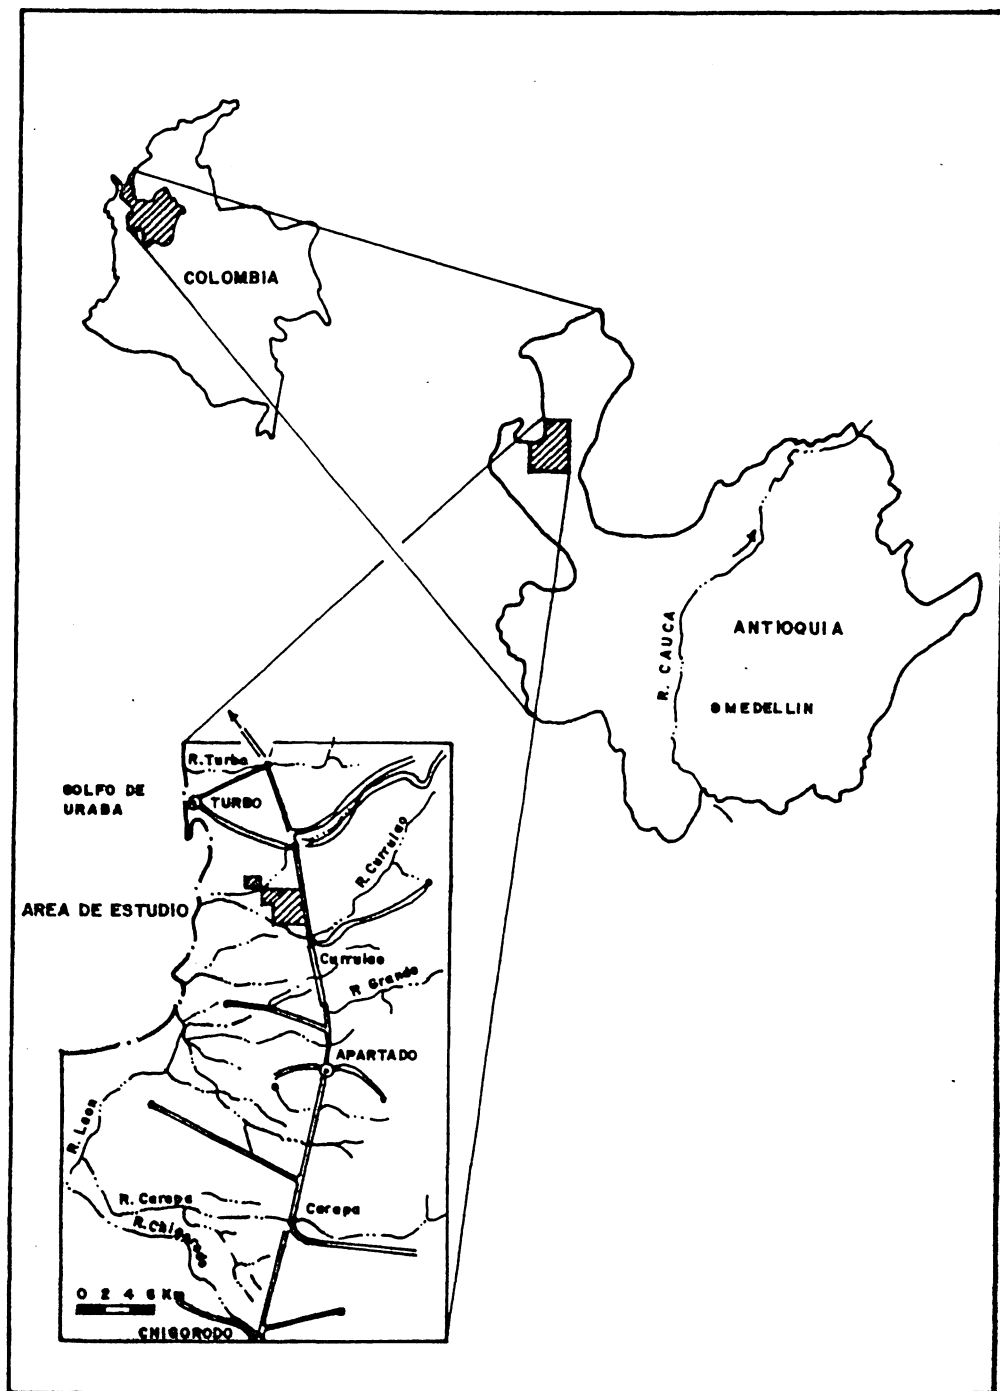 COLOMBIA
ANTIOQUIA
R. CAUCA
MEDELLIN
R. Turbo
GOLFO DE
URABA
TURBO
R. Currulao
AREA DE ESTUDIO
Currulao
R Grande
APARTADO
R. Leon
R. Carepa
Carepa
R. Chigorodo
0 2 4 6 Km
CHIGORODO